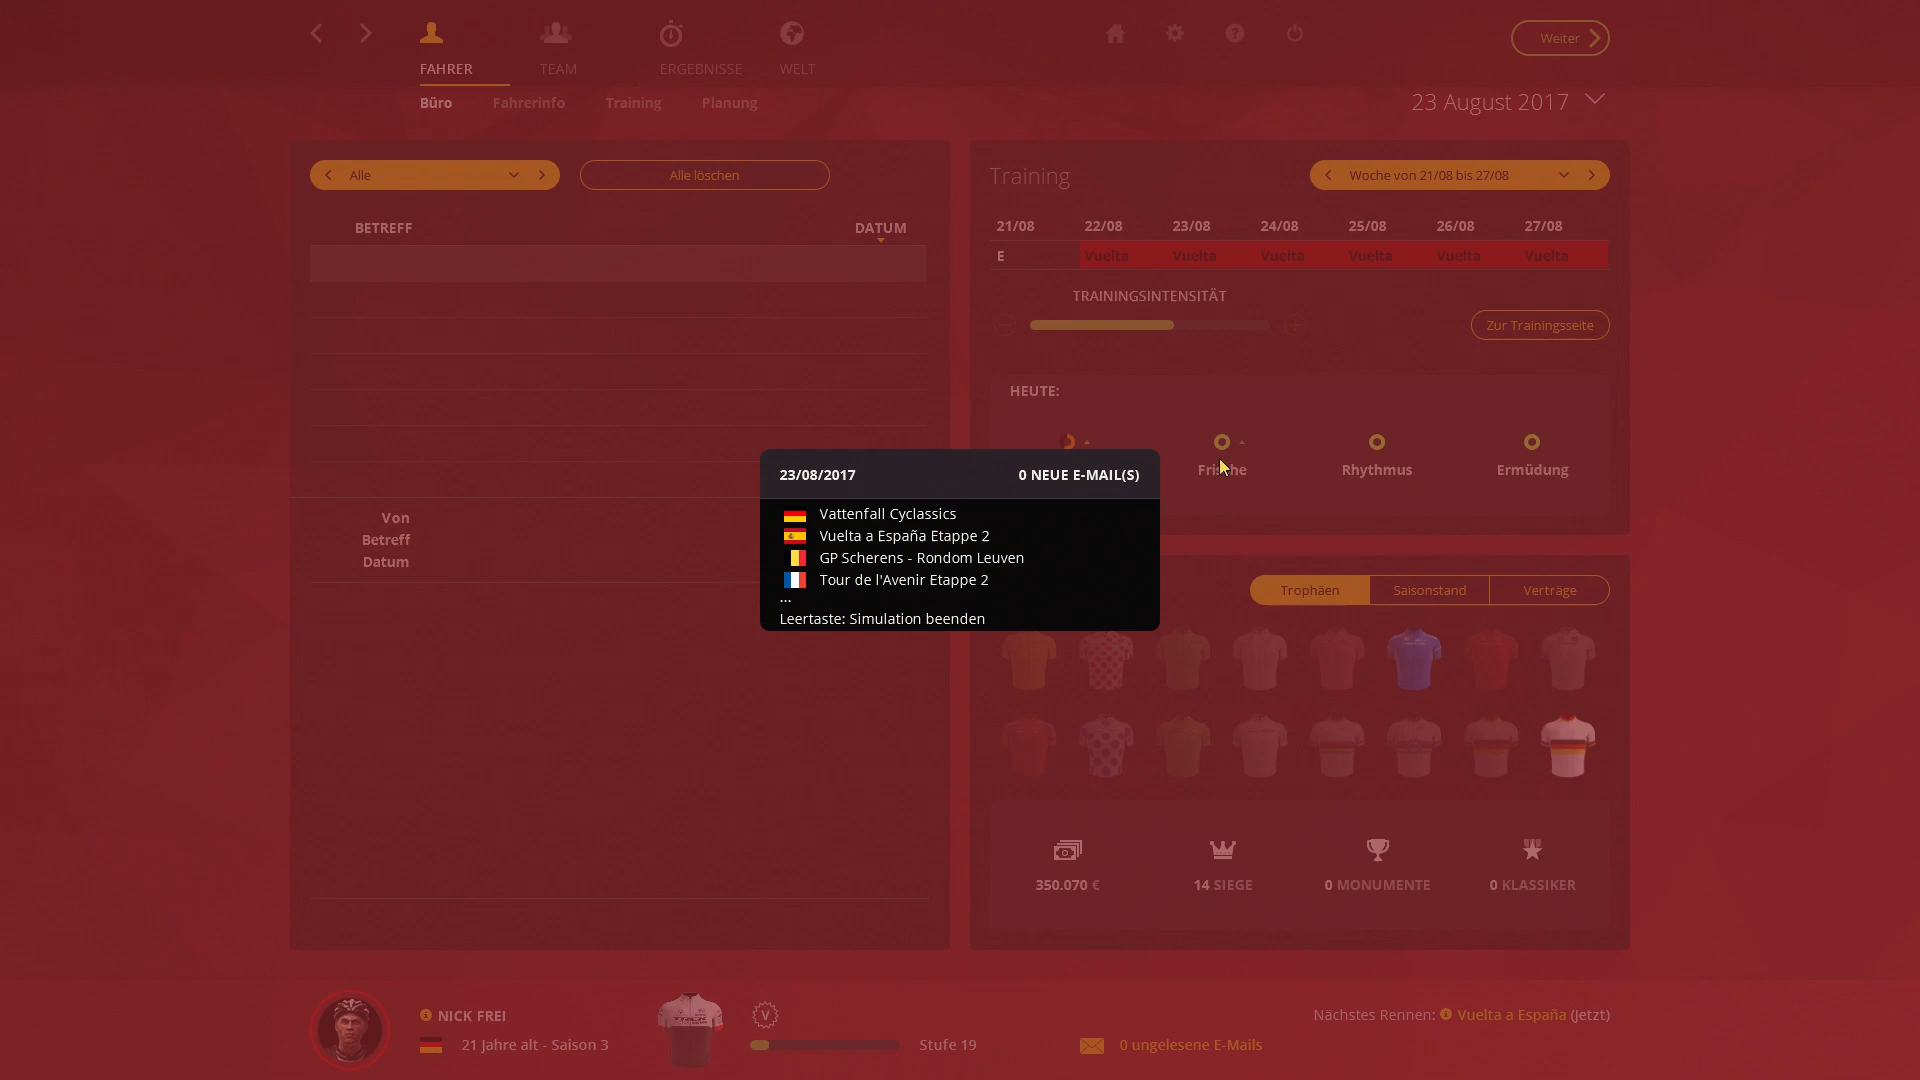 FAHRER
TEAM
ERGEBNISSE
WELT
Weiter
Büro
Fahrerinfo
Training
Planung
23 August 2017
Alle
Alle löschen
BETREFF
DATUM
Von
Betreff
Datum
Training
Woche von 21/08 bis 27/08
21/08 22/08 23/08 24/08 25/08 26/08 27/08
E Vuelta Vuelta Vuelta Vuelta Vuelta Vuelta
TRAININGSINTENSITÄT
Zur Trainingsseite
HEUTE:
Rhythmus
Ermüdung
23/08/2017
0 NEUE E-MAIL(S)
Vattenfall Cyclassics
Vuelta a España Etappe 2
GP Scherens - Rondom Leuven
Tour de l'Avenir Etappe 2
...
Leertaste: Simulation beenden
Trophäen
Saisonstand
Verträge
350.070 €
14 SIEGE
0 MONUMENTE
0 KLASSIKER
NICK FREI
21 Jahre alt - Saison 3
V
Stufe 19
0 ungelesene E-Mails
Nächstes Rennen: Vuelta a España (Jetzt)